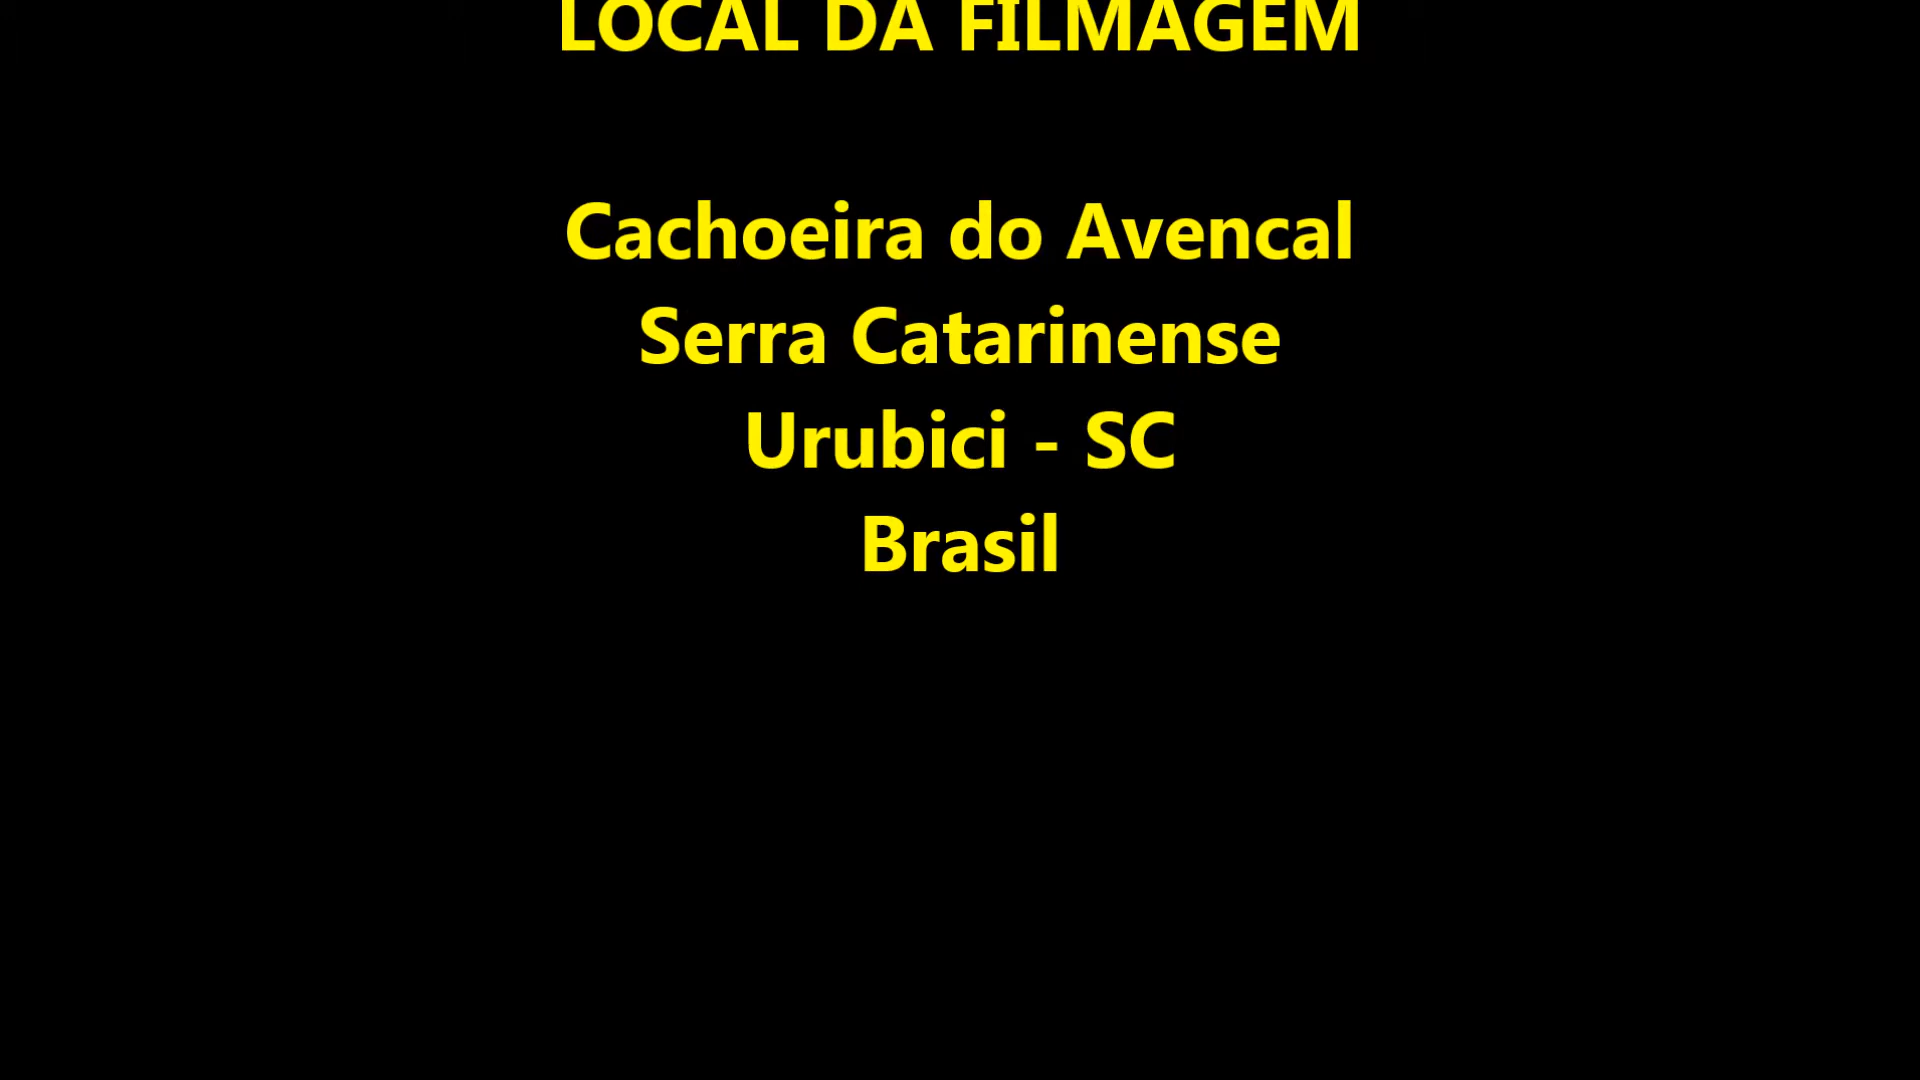 LOCAL DA FILMAGEM
Cachoeira do Avencal
Serra Catarinense
Urubici - SC
Brasil